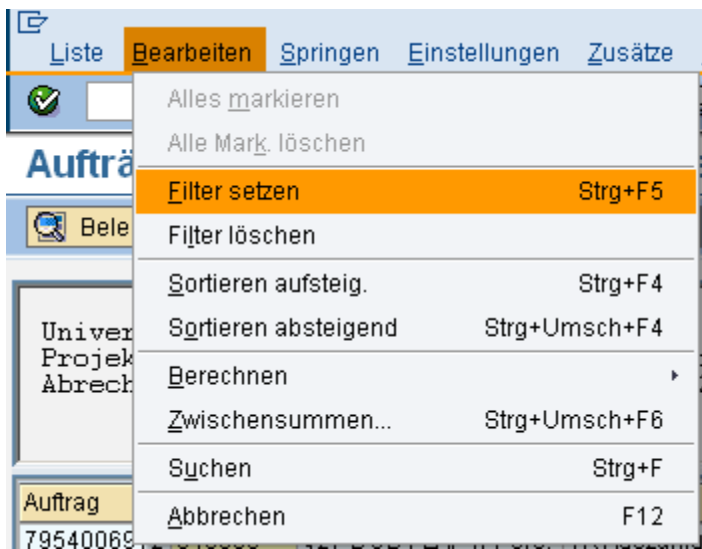 Liste Bearbeiten Springen Einstellungen Zusätze
Alles markieren
Alle Mark. löschen
Filter setzen Strg+F5
Filter löschen
Sortieren aufsteig. Strg+F4
Sortieren absteigend Strg+Umsch+F4
Berechnen
Zwischensummen... Strg+Umsch+F6
Suchen Strg+F
Abbrechen F12
Aufträ
Bele
Univer
Projek
Abrech
Auftrag